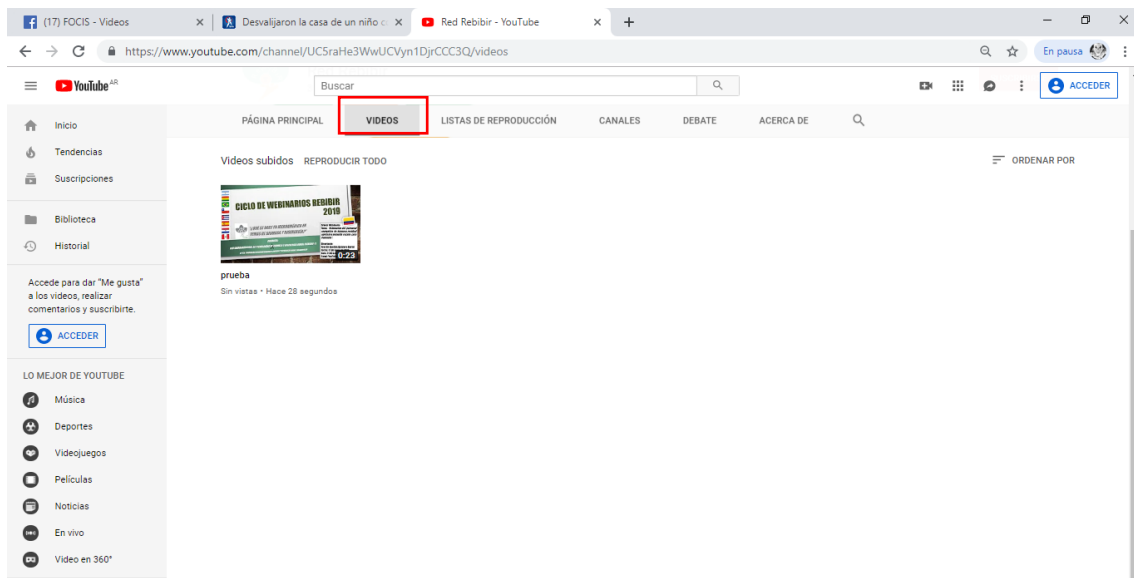 (17) FOCIS - Videos
Desvalijaron la casa de un niño c
Red Rebibir - YouTube
https://www.youtube.com/channel/UC5raHe3WwUCVyn1DjrCCC3Q/videos
En pausa
YouTube AR
Buscar
ACCEDER
PÁGINA PRINCIPAL
VIDEOS
LISTAS DE REPRODUCCIÓN
CANALES
DEBATE
ACERCA DE
Inicio
Tendencias
Suscripciones
Biblioteca
Historial
Accede para dar "Me gusta"
a los videos, realizar
comentarios y suscribirte.
ACCEDER
LO MEJOR DE YOUTUBE
Música
Deportes
Videojuegos
Películas
Noticias
En vivo
Video en 360°
Videos subidos REPRODUCIR TODO
ORDENAR POR
CICLO DE WEBINARIOS REBIBIR
2019
0:23
prueba
Sin vistas • Hace 28 segundos